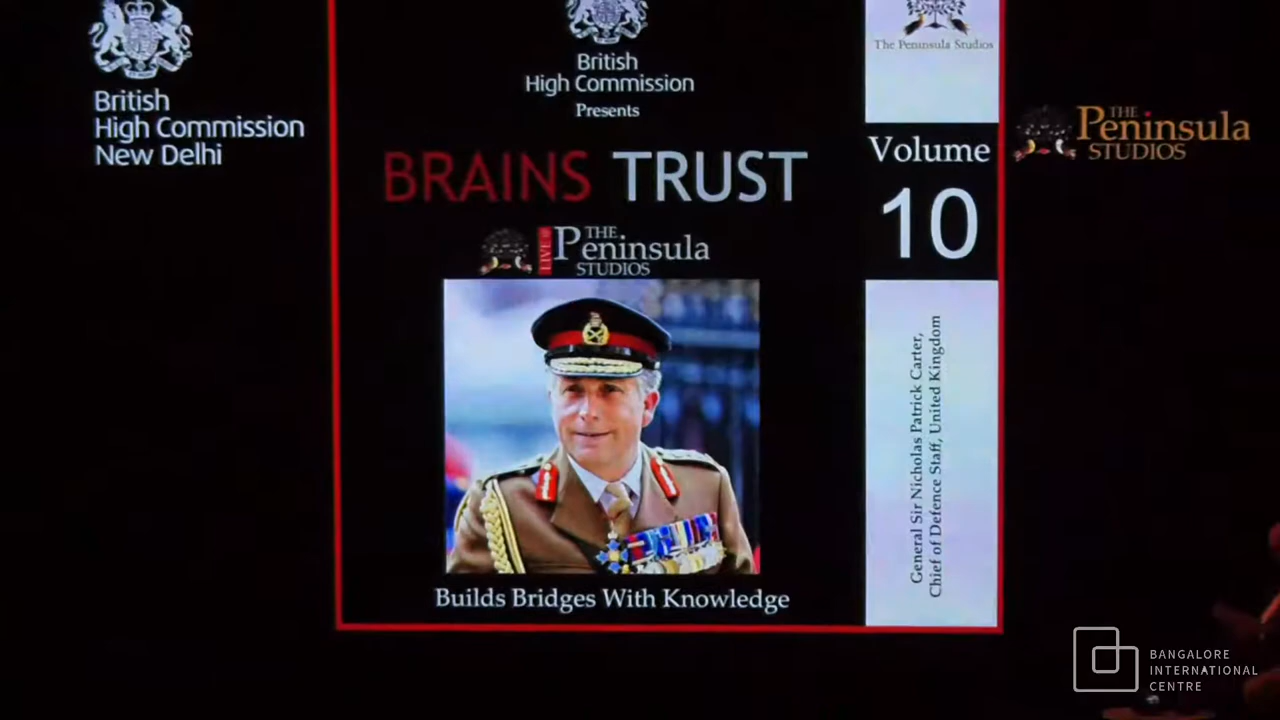 British
High Commission
New Delhi
British
High Commission
Presents
BRAINS TRUST
LIVE@
THE
Peninsula
STUDIOS
Builds Bridges With Knowledge
The Peninsula Studios
Volume
10
General Sir Nicholas Patrick Carter,
Chief of Defence Staff, United Kingdom
THE
Peninsula
STUDIOS
BANGALORE
INTERNATIONAL
CENTRE